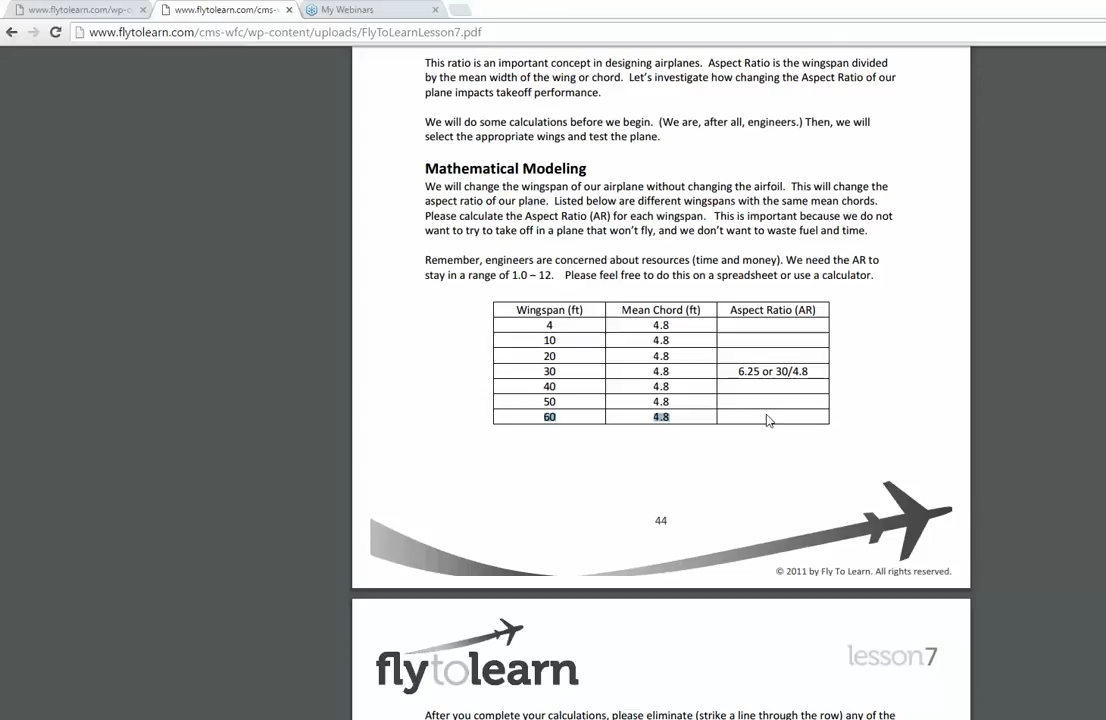 www.flytolearn.com/wp-c
www.flytolearn.com/cms-
My Webinars
www.flytolearn.com/cms-wfc/wp-content/uploads/FlyToLearnLesson7.pdf
This ratio is an important concept in designing airplanes. Aspect Ratio is the wingspan divided
by the mean width of the wing or chord. Let's investigate how changing the Aspect Ratio of our
plane impacts takeoff performance.
We will do some calculations before we begin. (We are, after all, engineers.) Then, we will
select the appropriate wings and test the plane.
Mathematical Modeling
We will change the wingspan of our airplane without changing the airfoil. This will change the
aspect ratio of our plane. Listed below are different wingspans with the same mean chords.
Please calculate the Aspect Ratio (AR) for each wingspan. This is important because we do not
want to try to take off in a plane that won't fly, and we don't want to waste fuel and time.
Remember, engineers are concerned about resources (time and money). We need the AR to
stay in a range of 1.0 – 12. Please feel free to do this on a spreadsheet or use a calculator.
Wingspan (ft) Mean Chord (ft) Aspect Ratio (AR)
4 4.8
10 4.8
20 4.8
30 4.8 6.25 or 30/4.8
40 4.8
50 4.8
60 4.8
44
© 2011 by Fly To Learn. All rights reserved.
flytolearn
lesson7
After you complete your calculations, please eliminate (strike a line through the row) any of the